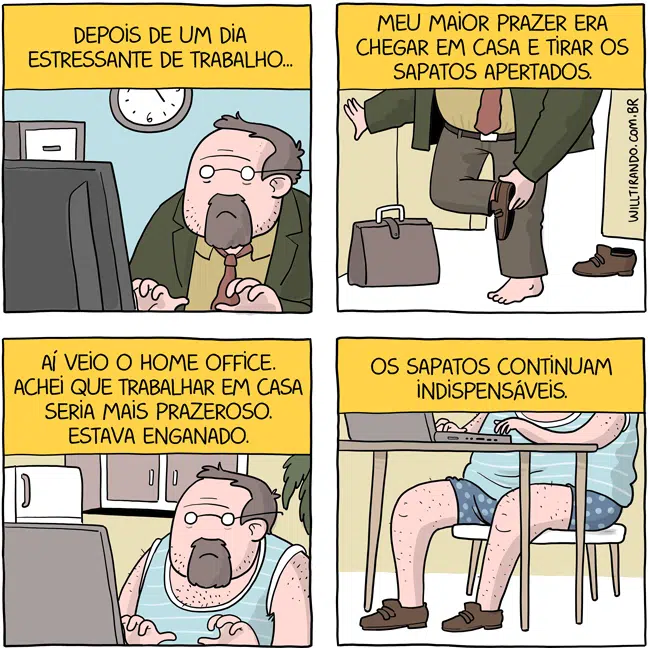 DEPOIS DE UM DIA
ESTRESSANTE DE TRABALHO...
MEU MAIOR PRAZER ERA
CHEGAR EM CASA E TIRAR OS
SAPATOS APERTADOS.
WILLTIRANDO.COM.BR
AÍ VEIO O HOME OFFICE.
ACHEI QUE TRABALHAR EM CASA
SERIA MAIS PRAZEROSO.
ESTAVA ENGANADO.
OS SAPATOS CONTINUAM
INDISPENSÁVEIS.